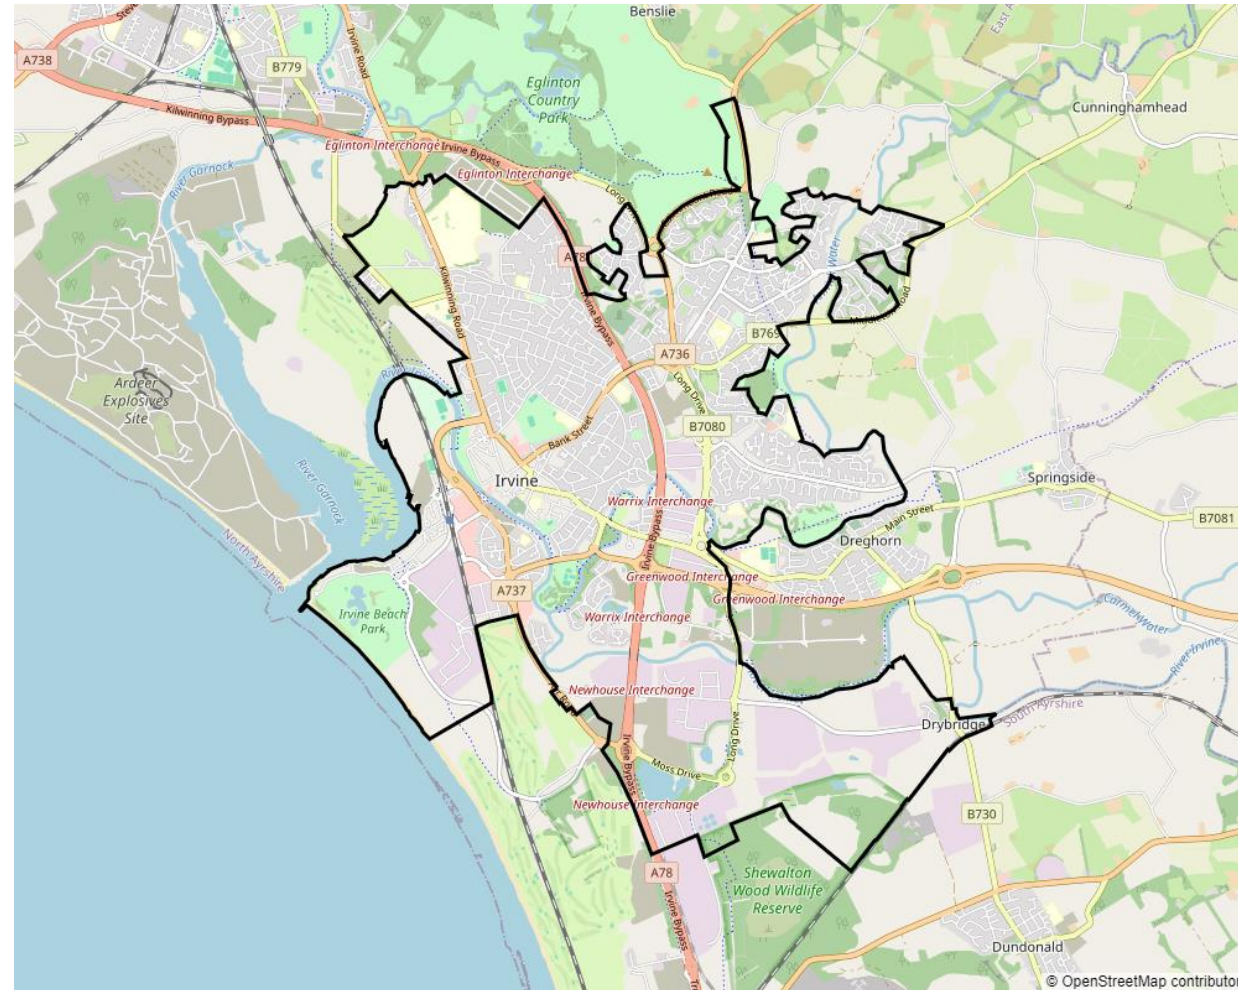 Benslie
A738
B779
Irvine Road
Eglinton
Country
Park
Cunninghamhead
Kilwinning Bypass
Eglinton Interchange
Irvine Bypass
Eglinton Interchange
River Garnock
Water
Kilwinning Road
Irvine Bypass
B769
A736
Long Drive
Ardeer
Explosives
Site
B7080
Bank Street
Irvine
River Garnock
Springside
Warrix Interchange
Main Street
B7081
Dreghorn
Irvine Bypass
North Ayrshire
Greenwood Interchange
A737
Greenwood Interchange
Irvine Beach
Park
Warrix Interchange
Carmel Water
River Irvine
Newhouse Interchange
South Ayrshire
Drybridge
Long Drive
Irvine Bypass
Moss Drive
Newhouse Interchange
B730
A78
Shewalton
Wood Wildlife
Reserve
Irvine Bypass
Dundonald
© OpenStreetMap contributor